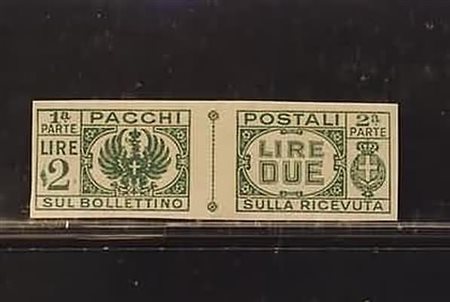 1ª PARTE PACCHI
LIRE 2
SUL BOLLETTINO
POSTALI 2ª PARTE
LIRE DUE
SULLA RICEVUTA